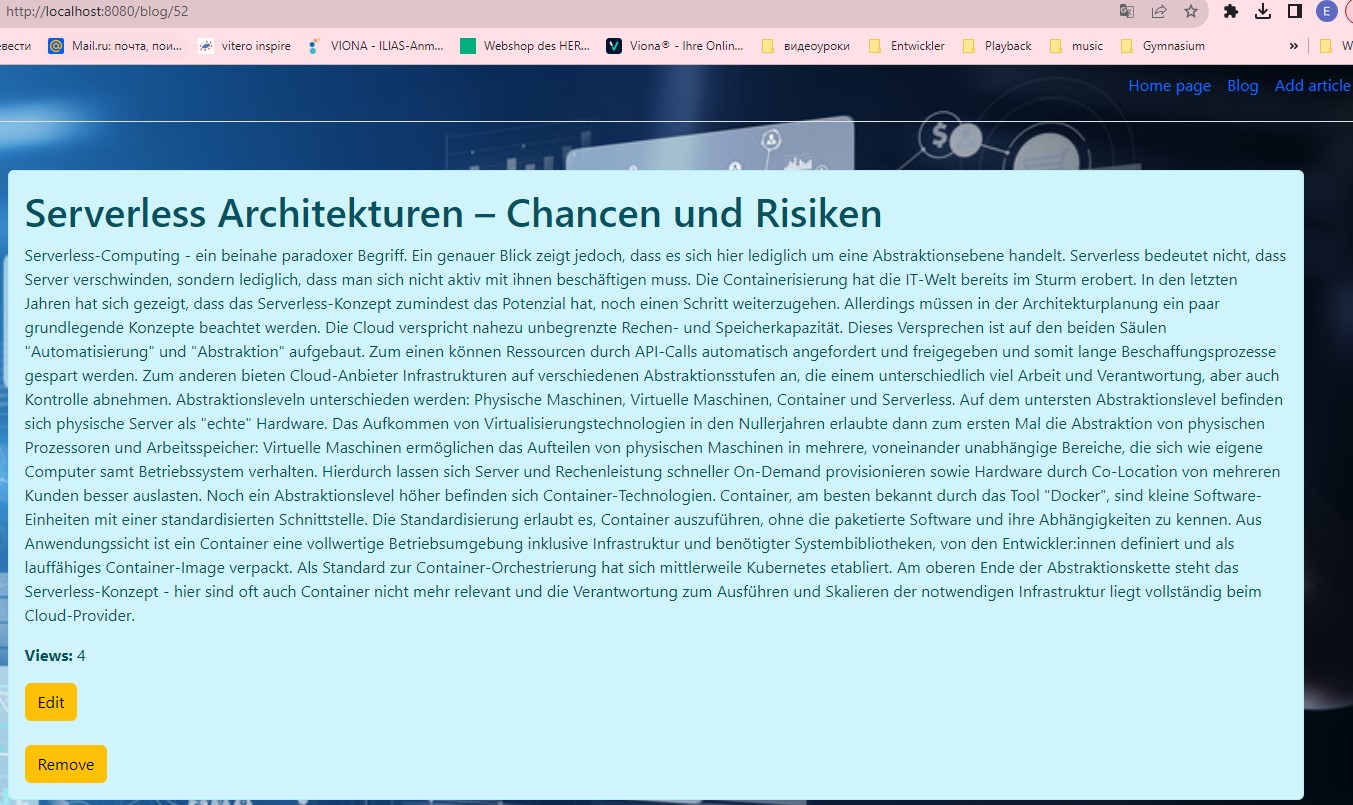 http://localhost:8080/blog/52
E
евести
Mail.ru: почта, пои...
vitero inspire
VIONA - ILIAS-Anm...
Webshop des HER...
Viona® - Ihre Onlin...
видеоуроки
Entwickler
Playback
music
Gymnasium
»
W
Home page
Blog
Add article
Serverless Architekturen – Chancen und Risiken
Serverless-Computing - ein beinahe paradoxer Begriff. Ein genauer Blick zeigt jedoch, dass es sich hier lediglich um eine Abstraktionsebene handelt. Serverless bedeutet nicht, dass
Server verschwinden, sondern lediglich, dass man sich nicht aktiv mit ihnen beschäftigen muss. Die Containerisierung hat die IT-Welt bereits im Sturm erobert. In den letzten
Jahren hat sich gezeigt, dass das Serverless-Konzept zumindest das Potenzial hat, noch einen Schritt weiterzugehen. Allerdings müssen in der Architekturplanung ein paar
grundlegende Konzepte beachtet werden. Die Cloud verspricht nahezu unbegrenzte Rechen- und Speicherkapazität. Dieses Versprechen ist auf den beiden Säulen
"Automatisierung" und "Abstraktion" aufgebaut. Zum einen können Ressourcen durch API-Calls automatisch angefordert und freigegeben und somit lange Beschaffungsprozesse
gespart werden. Zum anderen bieten Cloud-Anbieter Infrastrukturen auf verschiedenen Abstraktionsstufen an, die einem unterschiedlich viel Arbeit und Verantwortung, aber auch
Kontrolle abnehmen. Abstraktionsleveln unterschieden werden: Physische Maschinen, Virtuelle Maschinen, Container und Serverless. Auf dem untersten Abstraktionslevel befinden
sich physische Server als "echte" Hardware. Das Aufkommen von Virtualisierungstechnologien in den Nullerjahren erlaubte dann zum ersten Mal die Abstraktion von physischen
Prozessoren und Arbeitsspeicher: Virtuelle Maschinen ermöglichen das Aufteilen von physischen Maschinen in mehrere, voneinander unabhängige Bereiche, die sich wie eigene
Computer samt Betriebssystem verhalten. Hierdurch lassen sich Server und Rechenleistung schneller On-Demand provisionieren sowie Hardware durch Co-Location von mehreren
Kunden besser auslasten. Noch ein Abstraktionslevel höher befinden sich Container-Technologien. Container, am besten bekannt durch das Tool "Docker", sind kleine Software-
Einheiten mit einer standardisierten Schnittstelle. Die Standardisierung erlaubt es, Container auszuführen, ohne die paketierte Software und ihre Abhängigkeiten zu kennen. Aus
Anwendungssicht ist ein Container eine vollwertige Betriebsumgebung inklusive Infrastruktur und benötigter Systembibliotheken, von den Entwickler:innen definiert und als
lauffähiges Container-Image verpackt. Als Standard zur Container-Orchestrierung hat sich mittlerweile Kubernetes etabliert. Am oberen Ende der Abstraktionskette steht das
Serverless-Konzept - hier sind oft auch Container nicht mehr relevant und die Verantwortung zum Ausführen und Skalieren der notwendigen Infrastruktur liegt vollständig beim
Cloud-Provider.
Views: 4
Edit
Remove